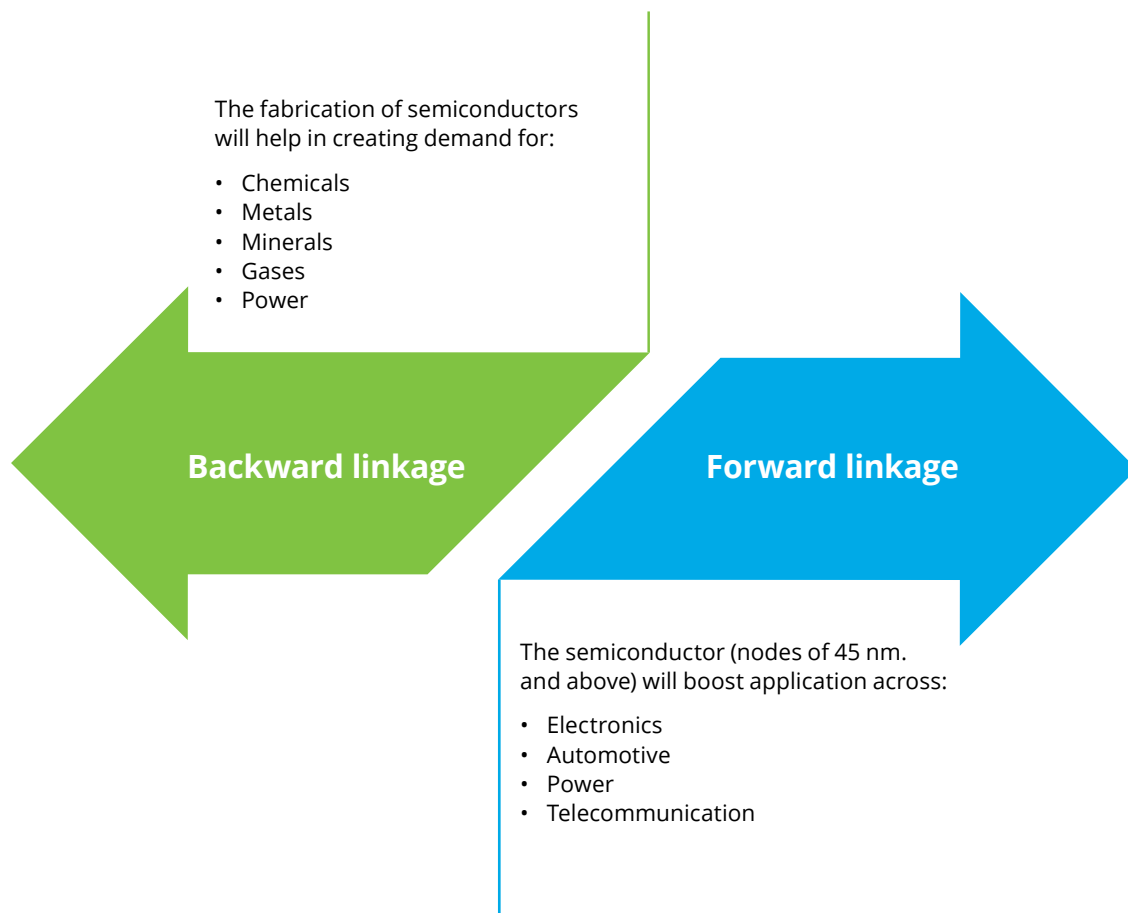 The fabrication of semiconductors
will help in creating demand for:
• Chemicals
• Metals
• Minerals
• Gases
• Power
Backward linkage
Forward linkage
The semiconductor (nodes of 45 nm.
and above) will boost application across:
• Electronics
• Automotive
• Power
• Telecommunication